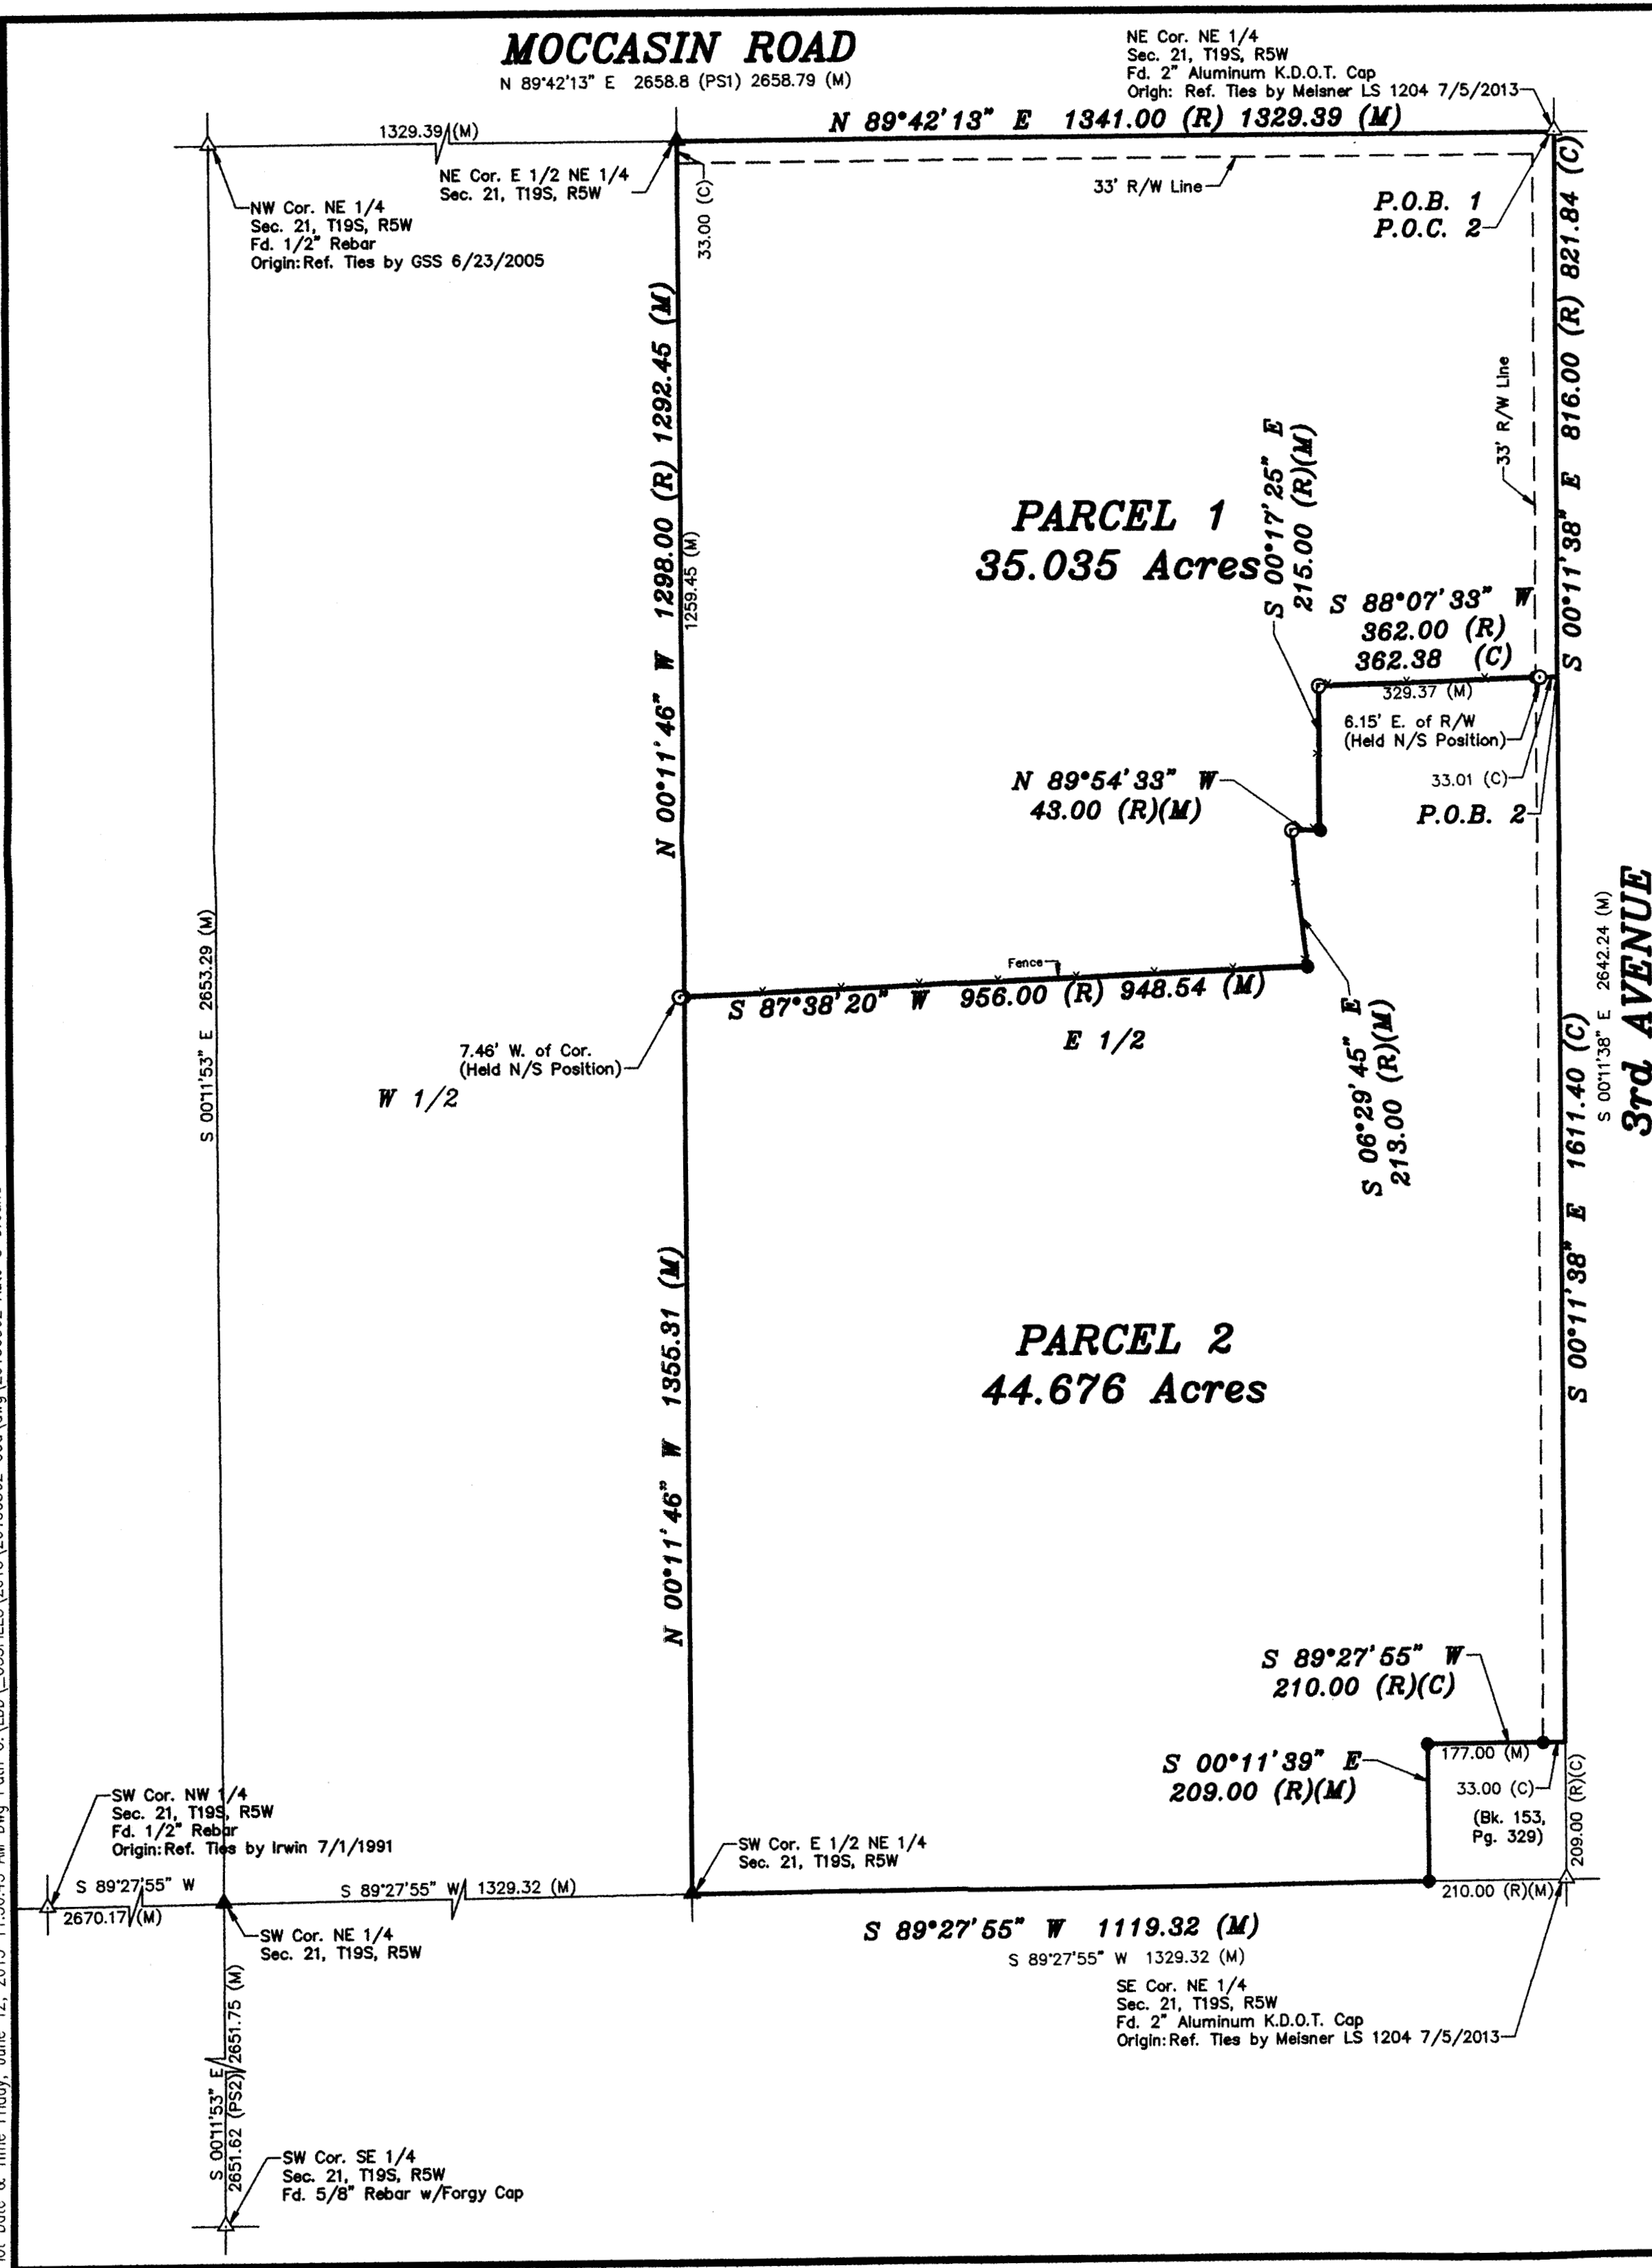 MOCCASIN ROAD
N 89°42'13" E 2658.8 (PS1) 2658.79 (M)
NE Cor. NE 1/4
Sec. 21, T19S, R5W
Fd. 2" Aluminum K.D.O.T. Cap
Origh: Ref. Ties by Meisner LS 1204 7/5/2013
1329.39 (M)
N 89°42'13" E 1341.00 (R) 1329.39 (M)
NE Cor. E 1/2 NE 1/4
Sec. 21, T19S, R5W
33' R/W Line
33.00 (C)
NW Cor. NE 1/4
Sec. 21, T19S, R5W
Fd. 1/2" Rebar
Origin: Ref. Ties by GSS 6/23/2005
P.O.B. 1
P.O.C. 2
S 00°11'38" E 816.00 (R) 821.84 (C)
33' R/W Line
N 00°11'46" W 1298.00 (R) 1292.45 (M)
1259.45 (M)
PARCEL 1
35.035 Acres
S 00°17'25" E
215.00 (R)(M)
S 88°07'33" W
362.00 (R)
362.38 (C)
329.37 (M)
6.15' E. of R/W
(Held N/S Position)
33.01 (C)
P.O.B. 2
N 89°54'33" W
43.00 (R)(M)
3rd AVENUE
S 00°11'38" E 2642.24 (M)
S 00°11'53" E 2653.29 (M)
Fence
S 87°38'20" W 956.00 (R) 948.54 (M)
E 1/2
7.46' W. of Cor.
(Held N/S Position)
W 1/2
S 06°29'45" E
213.00 (R)(M)
S 00°11'38" E 1611.40 (C)
N 00°11'46" W 1355.31 (M)
PARCEL 2
44.676 Acres
S 89°27'55" W
210.00 (R)(C)
177.00 (M)
S 00°11'39" E
209.00 (R)(M)
33.00 (C)
(Bk. 153,
Pg. 329)
209.00 (R)(C)
SW Cor. NW 1/4
Sec. 21, T19S, R5W
Fd. 1/2" Rebar
Origin: Ref. Ties by Irwin 7/1/1991
SW Cor. E 1/2 NE 1/4
Sec. 21, T19S, R5W
S 89°27'55" W
2670.17 (M)
S 89°27'55" W 1329.32 (M)
210.00 (R)(M)
SW Cor. NE 1/4
Sec. 21, T19S, R5W
S 89°27'55" W 1119.32 (M)
S 89°27'55" W 1329.32 (M)
SE Cor. NE 1/4
Sec. 21, T19S, R5W
Fd. 2" Aluminum K.D.O.T. Cap
Origin: Ref. Ties by Meisner LS 1204 7/5/2013
S 00°11'53" E
2651.62 (PS2) 2651.75 (M)
SW Cor. SE 1/4
Sec. 21, T19S, R5W
Fd. 5/8" Rebar w/Forgy Cap